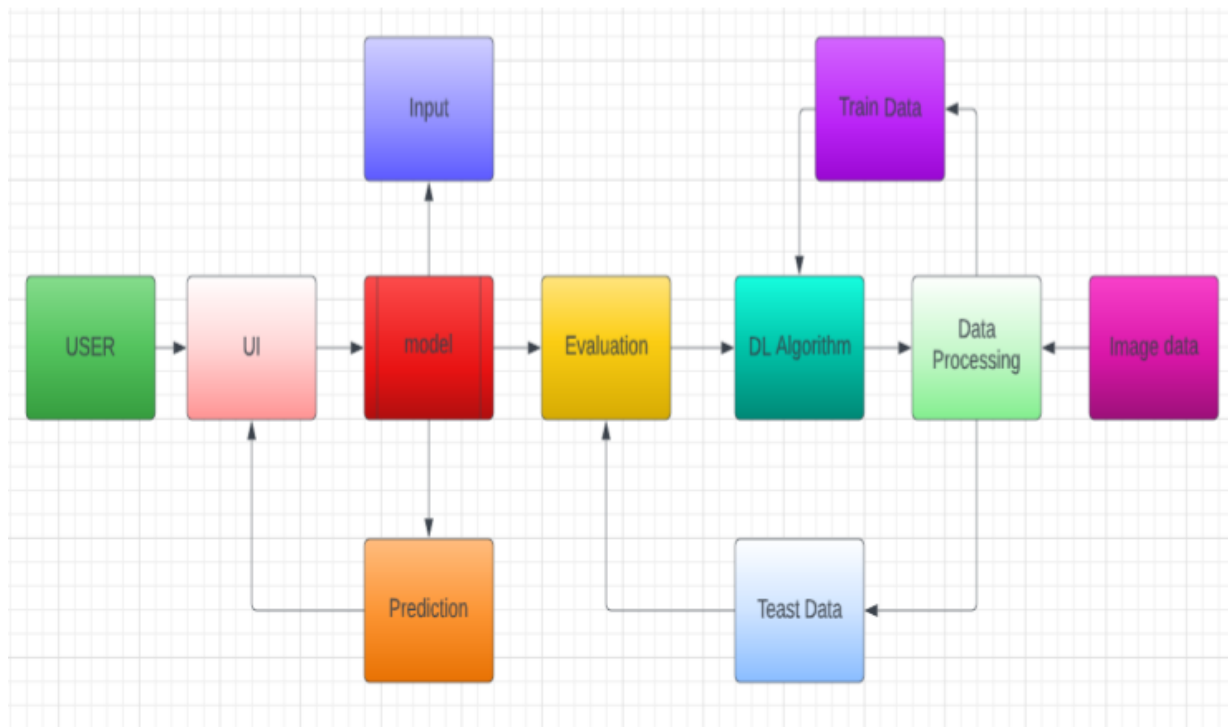 Input
Train Data
USER
UI
model
Evaluation
DL Algorithm
Data
Processing
Image data
Prediction
Teast Data